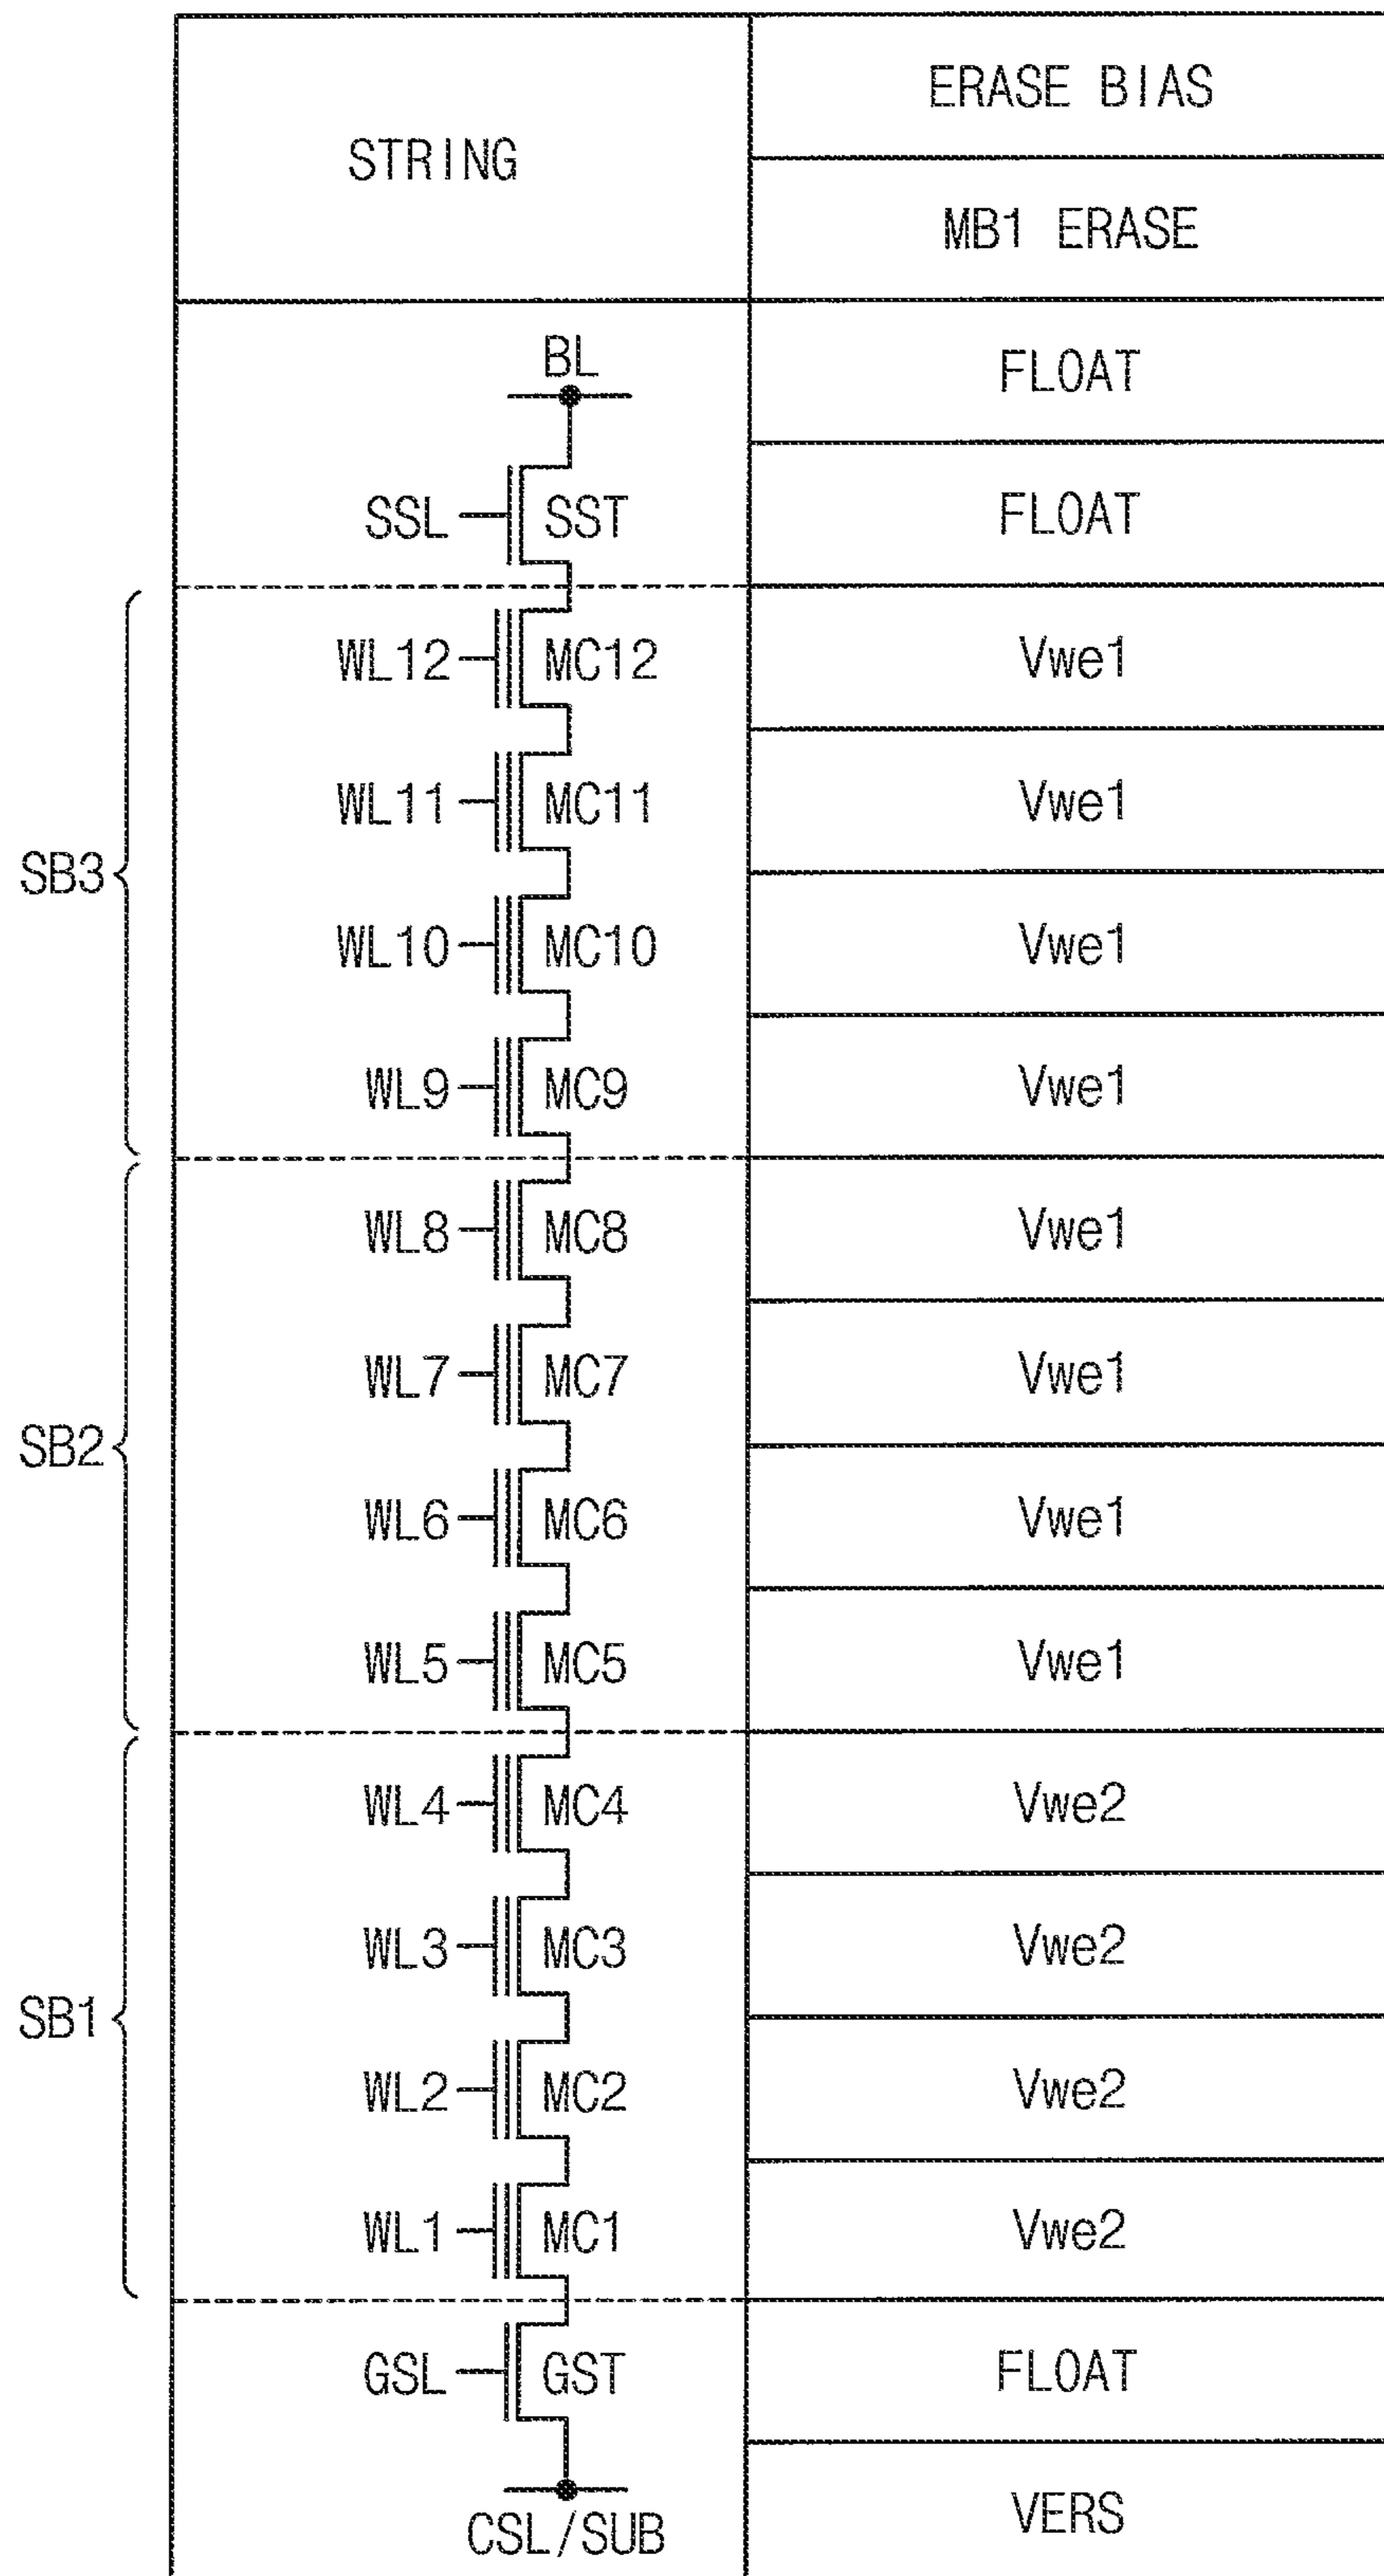 STRING
ERASE BIAS
MB1 ERASE
BL
FLOAT
SSL SST FLOAT
WL12 MC12 Vwe1
WL11 MC11 Vwe1
SB3
WL10 MC10 Vwe1
WL9 MC9 Vwe1
WL8 MC8 Vwe1
WL7 MC7 Vwe1
SB2
WL6 MC6 Vwe1
WL5 MC5 Vwe1
WL4 MC4 Vwe2
WL3 MC3 Vwe2
SB1
WL2 MC2 Vwe2
WL1 MC1 Vwe2
GSL GST FLOAT
CSL/SUB VERS